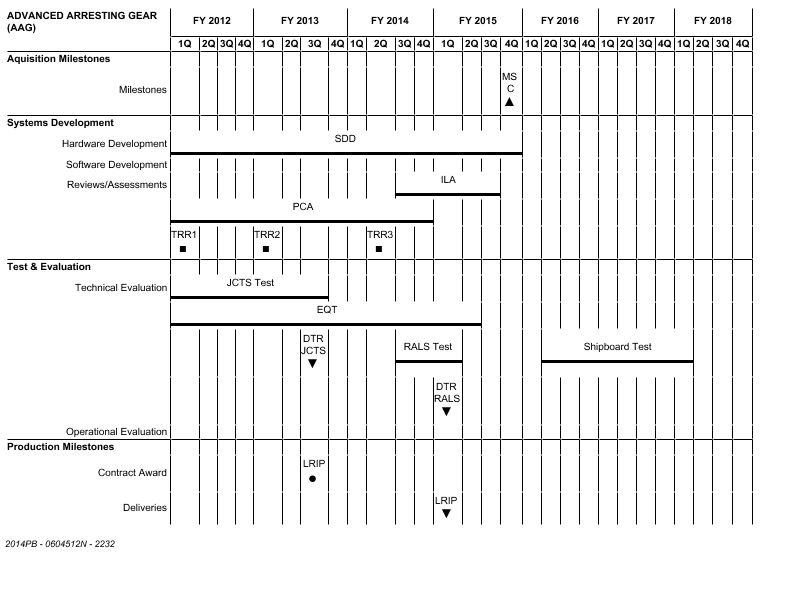 ADVANCED ARRESTING GEAR
(AAG)
FY 2012 FY 2013 FY 2014 FY 2015 FY 2016 FY 2017 FY 2018
1Q 2Q 3Q 4Q 1Q 2Q 3Q 4Q 1Q 2Q 3Q 4Q 1Q 2Q 3Q 4Q 1Q 2Q 3Q 4Q 1Q 2Q 3Q 4Q 1Q 2Q 3Q 4Q
Aquisition Milestones
Milestones
MS
C
Systems Development
Hardware Development
SDD
Software Development
Reviews/Assessments
ILA
PCA
TRR1 TRR2 TRR3
Test & Evaluation
Technical Evaluation
JCTS Test
EQT
DTR
JCTS
RALS Test
Shipboard Test
DTR
RALS
Operational Evaluation
Production Milestones
Contract Award
LRIP
Deliveries
LRIP
2014PB - 0604512N - 2232